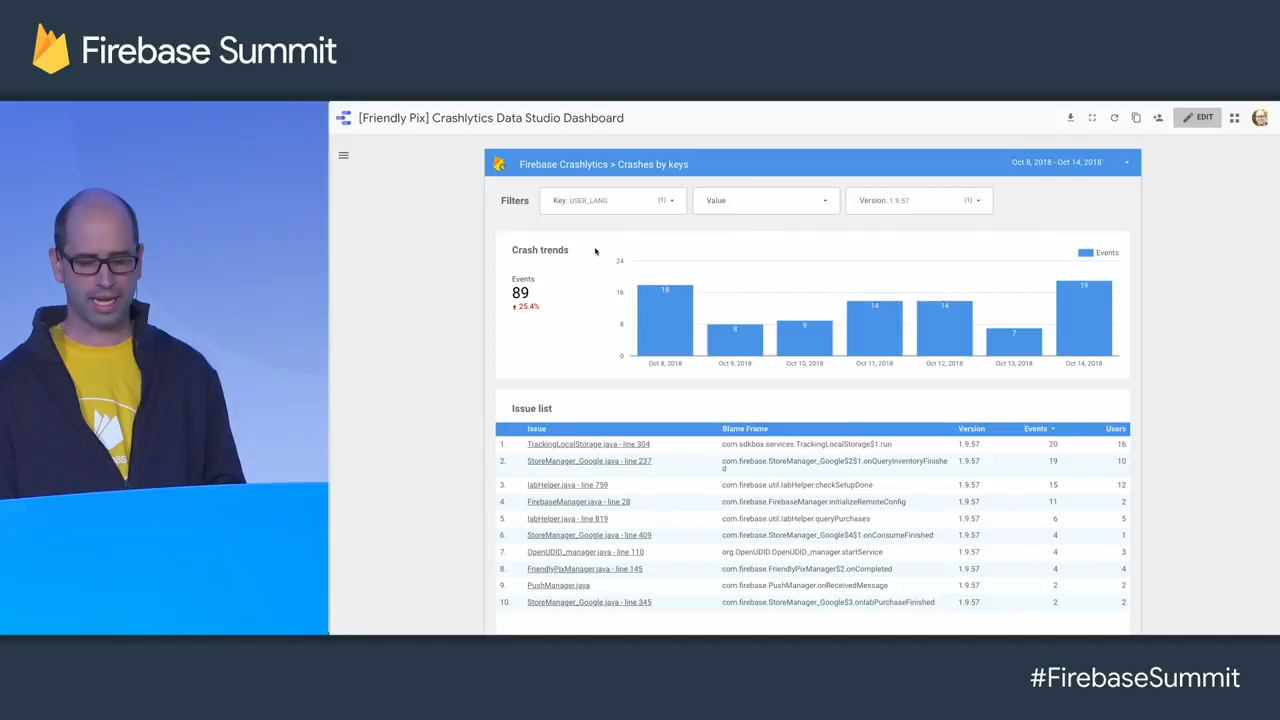 Firebase Summit
[Friendly Pix] Crashlytics Data Studio Dashboard
EDIT
Firebase Crashlytics > Crashes by keys
Oct 8, 2018 - Oct 14, 2018
Filters
Key: USER_LANG (1)
Value
Version: 1.9.57 (1)
Crash trends
Events
Events
89
25.4%
24
16
8
0
18
8
9
14
14
7
19
Oct 8, 2018
Oct 9, 2018
Oct 10, 2018
Oct 11, 2018
Oct 12, 2018
Oct 13, 2018
Oct 14, 2018
Issue list
Issue Blame Frame Version Events Users
1. TrackingLocalStorage.java - line 304 com.sdkbox.services.TrackingLocalStorage$1.run 1.9.57 20 16
2. StoreManager_Google.java - line 237 com.firebase.StoreManager_Google$2$1.onQueryInventoryFinishe 1.9.57 19 10
d
3. IabHelper.java - line 759 com.firebase.util.IabHelper.checkSetupDone 1.9.57 15 12
4. FirebaseManager.java - line 28 com.firebase.FirebaseManager.initializeRemoteConfig 1.9.57 11 2
5. IabHelper.java - line 819 com.firebase.util.IabHelper.queryPurchases 1.9.57 6 5
6. StoreManager_Google.java - line 409 com.firebase.StoreManager_Google$4$1.onConsumeFinished 1.9.57 4 1
7. OpenUDID_manager.java - line 110 org.OpenUDID.OpenUDID_manager.startService 1.9.57 4 3
8. FriendlyPixManager.java - line 145 com.firebase.FriendlyPixManager$2.onCompleted 1.9.57 4 4
9. PushManager.java com.firebase.PushManager.onReceivedMessage 1.9.57 2 2
10. StoreManager_Google.java - line 345 com.firebase.StoreManager_Google$3.onIabPurchaseFinished 1.9.57 2 2
#FirebaseSummit